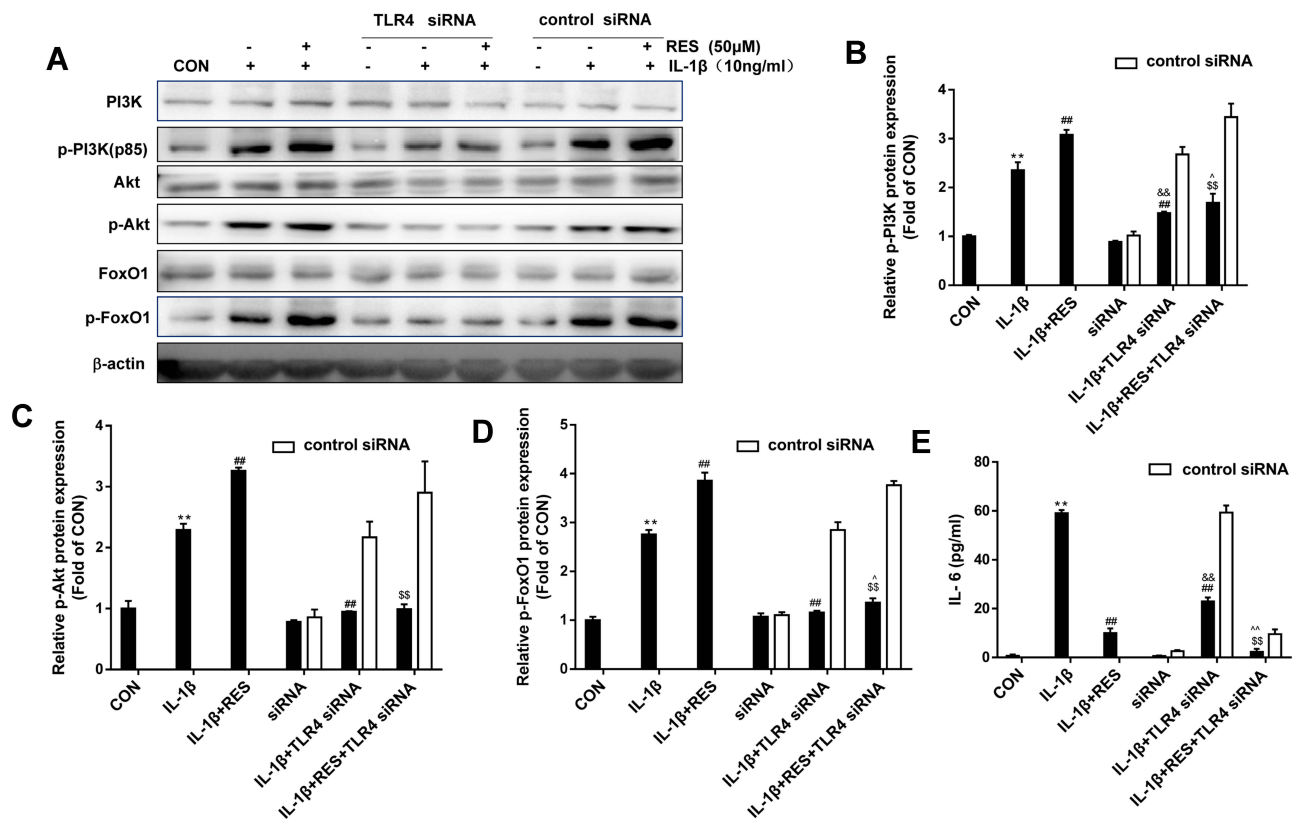 A
TLR4 siRNA control siRNA
- + - + RES (50μM)
CON + + - + + - + + IL-1β（10ng/ml）
PI3K
p-PI3K(p85)
Akt
p-Akt
FoxO1
p-FoxO1
β-actin
B
control siRNA
Relative p-PI3K protein expression
(Fold of CON)
4
3
2
1
0
**
##
&&
##
^
$$
CON
IL-1β
IL-1β+RES
siRNA
IL-1β+TLR4 siRNA
IL-1β+RES+TLR4 siRNA
C
control siRNA
Relative p-Akt protein expression
(Fold of CON)
4
3
2
1
0
**
##
##
$$
CON
IL-1β
IL-1β+RES
siRNA
IL-1β+TLR4 siRNA
IL-1β+RES+TLR4 siRNA
D
control siRNA
Relative p-FoxO1 protein expression
(Fold of CON)
5
4
3
2
1
0
**
##
##
^
$$
CON
IL-1β
IL-1β+RES
siRNA
IL-1β+TLR4 siRNA
IL-1β+RES+TLR4 siRNA
E
control siRNA
IL- 6 (pg/ml)
80
60
40
20
0
**
##
&&
##
^^
$$
CON
IL-1β
IL-1β+RES
siRNA
IL-1β+TLR4 siRNA
IL-1β+RES+TLR4 siRNA